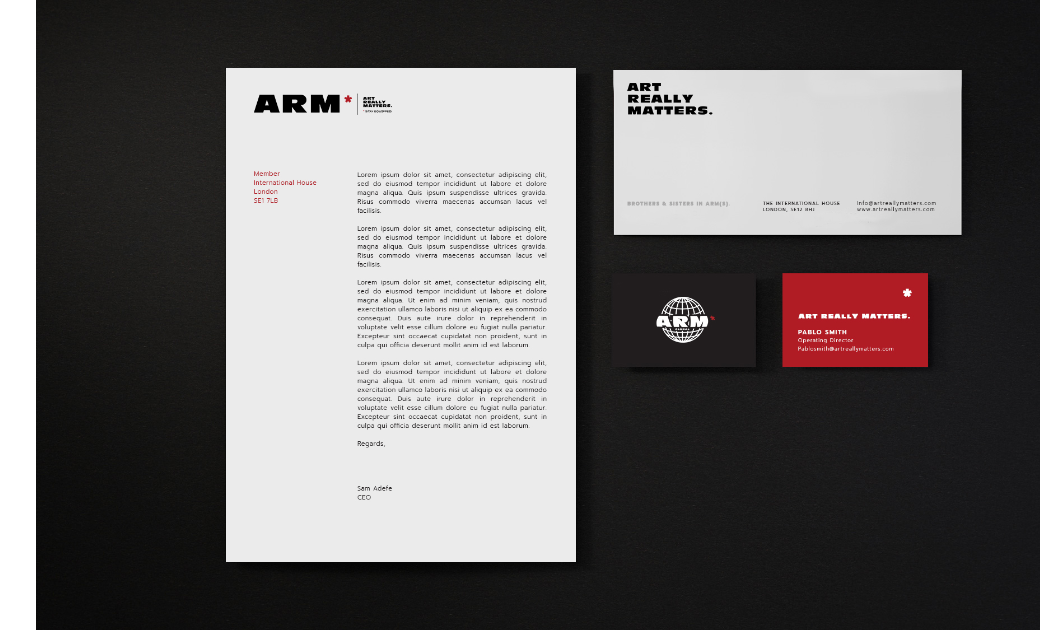 ARM*
ART
REALLY
MATTERS.
Member
International House
London
SE1 7LB
Lorem ipsum dolor sit amet, consectetur adipiscing elit,
sed do eiusmod tempor incididunt ut labore et dolore
magna aliqua. Quis ipsum suspendisse ultrices gravida.
Risus commodo viverra maecenas accumsan lacus vel
facilisis.
Lorem ipsum dolor sit amet, consectetur adipiscing elit,
sed do eiusmod tempor incididunt ut labore et dolore
magna aliqua. Quis ipsum suspendisse ultrices gravida.
Risus commodo viverra maecenas accumsan lacus vel
facilisis.
Lorem ipsum dolor sit amet, consectetur adipiscing elit,
sed do eiusmod tempor incididunt ut labore et dolore
magna aliqua. Ut enim ad minim veniam, quis nostrud
exercitation ullamco laboris nisi ut aliquip ex ea commodo
consequat. Duis aute irure dolor in reprehenderit in
voluptate velit esse cillum dolore eu fugiat nulla pariatur.
Excepteur sint occaecat cupidatat non proident, sunt in
culpa qui officia deserunt mollit anim id est laborum.
Lorem ipsum dolor sit amet, consectetur adipiscing elit,
sed do eiusmod tempor incididunt ut labore et dolore
magna aliqua. Ut enim ad minim veniam, quis nostrud
exercitation ullamco laboris nisi ut aliquip ex ea commodo
consequat. Duis aute irure dolor in reprehenderit in
voluptate velit esse cillum dolore eu fugiat nulla pariatur.
Excepteur sint occaecat cupidatat non proident, sunt in
culpa qui officia deserunt mollit anim id est laborum.
Regards,
Sam Adefe
CEO
ART
REALLY
MATTERS.
BROTHERS & SISTERS IN ARM(S).
THE INTERNATIONAL HOUSE
LONDON, SE12 8HJ
info@artreallymatters.com
www.artreallymatters.com
ARM*
*
ART REALLY MATTERS.
PABLO SMITH
Operating Director
Pablosmith@artreallymatters.com